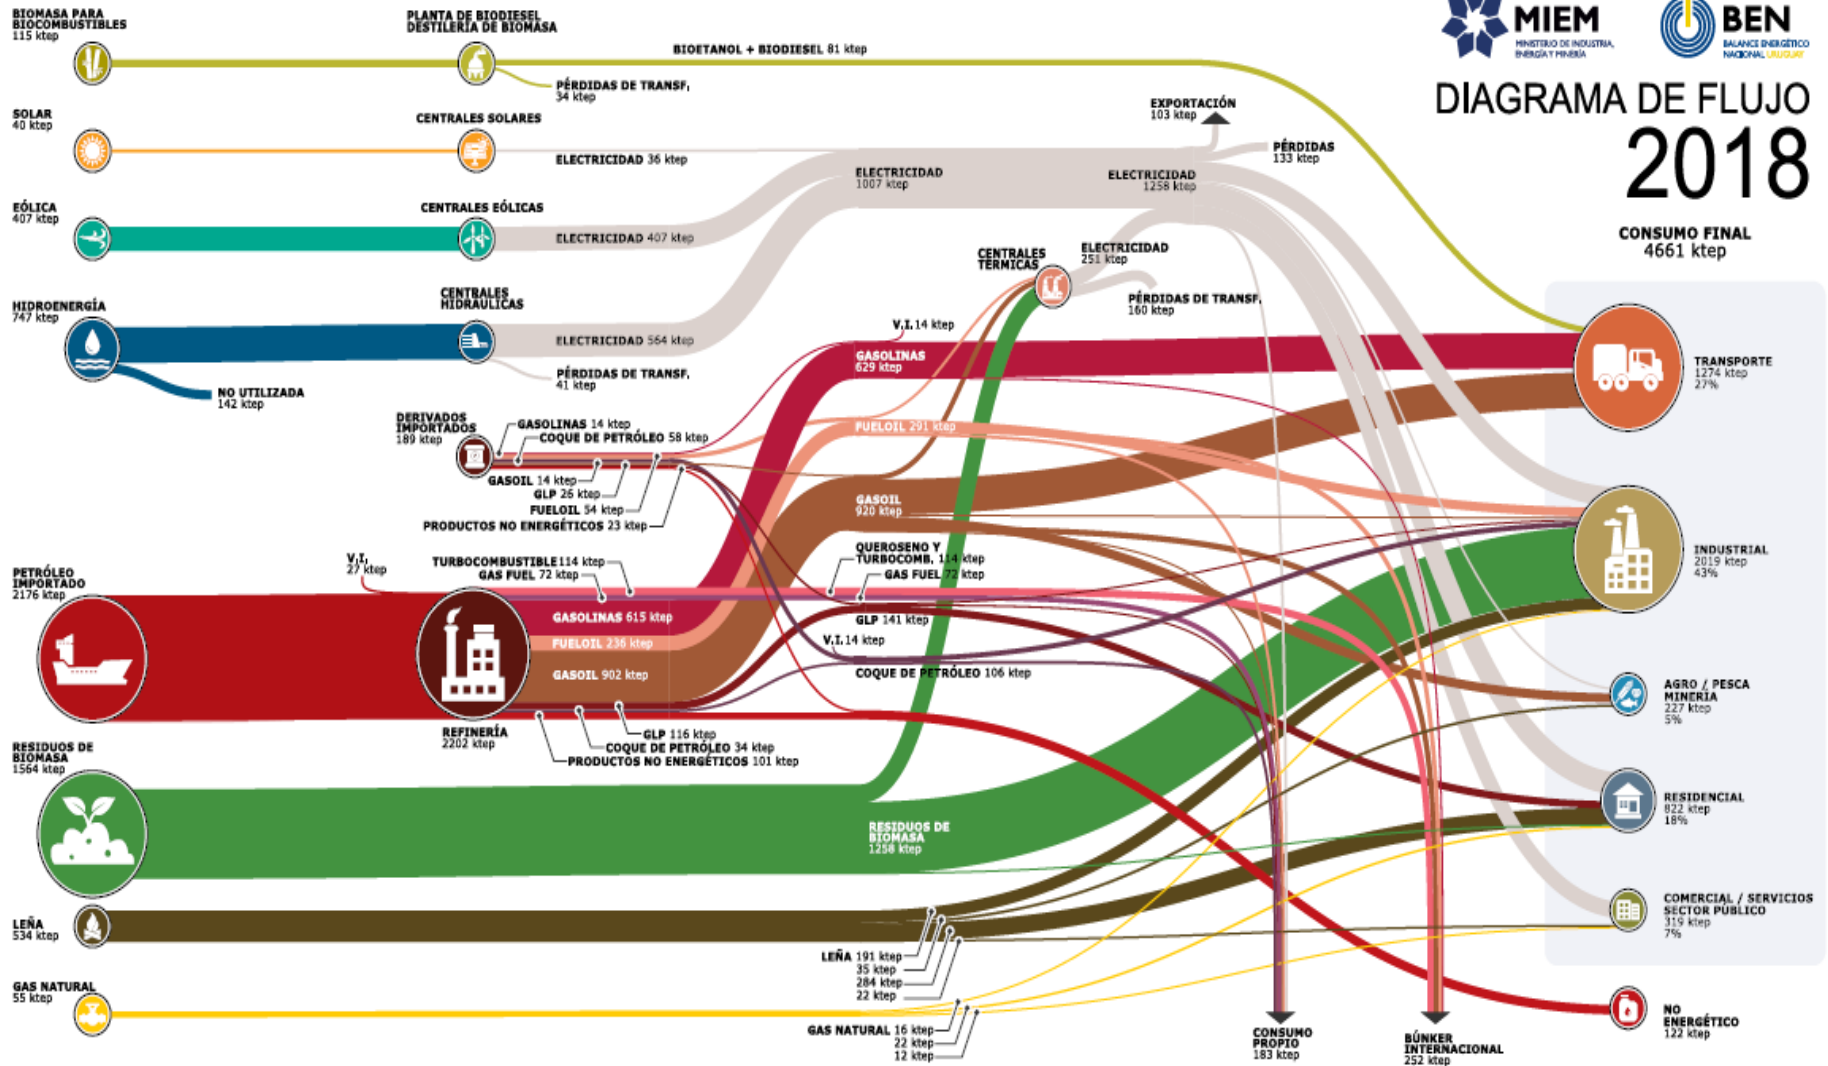 BIOMASA PARA
BIOCOMBUSTIBLES
115 ktep
PLANTA DE BIODIESEL
DESTILERÍA DE BIOMASA
BIOETANOL + BIODIESEL 81 ktep
PÉRDIDAS DE TRANSF.
34 ktep
MIEM
MINISTERIO DE INDUSTRIA,
ENERGÍA Y MINERÍA
BEN
BALANCE ENERGÉTICO
NACIONAL URUGUAY
DIAGRAMA DE FLUJO
2018
CONSUMO FINAL
4661 ktep
SOLAR
40 ktep
CENTRALES SOLARES
ELECTRICIDAD 36 ktep
EXPORTACIÓN
103 ktep
PÉRDIDAS
133 ktep
ELECTRICIDAD
1007 ktep
ELECTRICIDAD
1258 ktep
EÓLICA
407 ktep
CENTRALES EÓLICAS
ELECTRICIDAD 407 ktep
CENTRALES
TÉRMICAS
ELECTRICIDAD
251 ktep
PÉRDIDAS DE TRANSF.
160 ktep
HIDROENERGÍA
747 ktep
CENTRALES
HIDRÁULICAS
ELECTRICIDAD 564 ktep
PÉRDIDAS DE TRANSF.
41 ktep
NO UTILIZADA
142 ktep
V.I. 14 ktep
GASOLINAS
629 ktep
TRANSPORTE
1274 ktep
27%
DERIVADOS
IMPORTADOS
189 ktep
GASOLINAS 14 ktep
COQUE DE PETRÓLEO 58 ktep
GASOIL 14 ktep
GLP 26 ktep
FUELOIL 54 ktep
PRODUCTOS NO ENERGÉTICOS 23 ktep
FUELOIL 291 ktep
GASOIL
920 ktep
INDUSTRIAL
2019 ktep
43%
PETRÓLEO
IMPORTADO
2176 ktep
V.I.
27 ktep
TURBOCOMBUSTIBLE 114 ktep
GAS FUEL 72 ktep
QUEROSENO Y
TURBOCOMB. 114 ktep
GAS FUEL 72 ktep
GASOLINAS 615 ktep
FUELOIL 236 ktep
GASOIL 902 ktep
GLP 141 ktep
V.I. 14 ktep
COQUE DE PETRÓLEO 106 ktep
REFINERÍA
2202 ktep
GLP 116 ktep
COQUE DE PETRÓLEO 34 ktep
PRODUCTOS NO ENERGÉTICOS 101 ktep
AGRO / PESCA
MINERÍA
227 ktep
5%
RESIDUOS DE
BIOMASA
1564 ktep
RESIDUOS DE
BIOMASA
1258 ktep
RESIDENCIAL
822 ktep
18%
LEÑA
534 ktep
LEÑA 191 ktep
35 ktep
284 ktep
22 ktep
COMERCIAL / SERVICIOS
SECTOR PÚBLICO
319 ktep
7%
GAS NATURAL
55 ktep
GAS NATURAL 16 ktep
22 ktep
12 ktep
CONSUMO
PROPIO
183 ktep
BÚNKER
INTERNACIONAL
252 ktep
NO
ENERGÉTICO
122 ktep